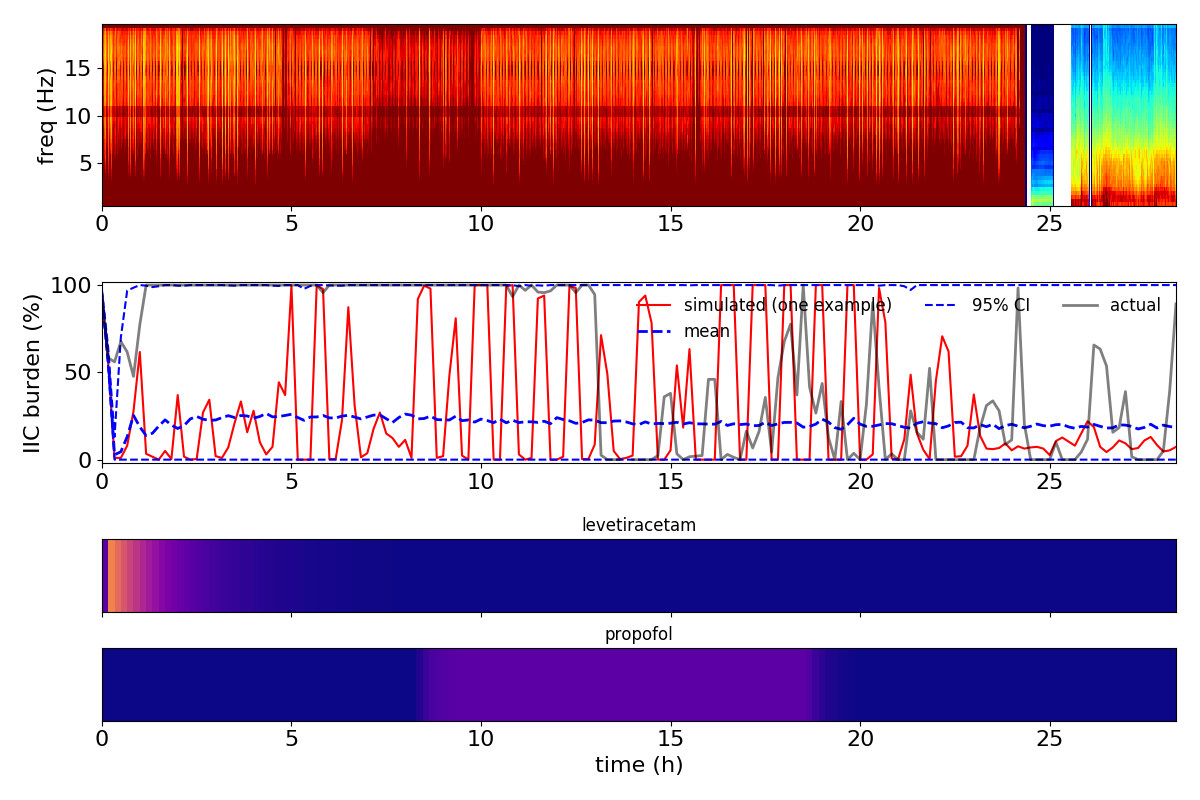 freq (Hz)
15
10
5
0 5 10 15 20 25
IIC burden (%)
100
50
0
simulated (one example) 95% CI actual
mean
0 5 10 15 20 25
levetiracetam
propofol
0 5 10 15 20 25
time (h)